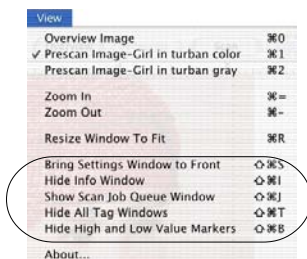 View
Overview Image ⌘0
✓ Prescan Image-Girl in turban color ⌘1
Prescan Image-Girl in turban gray ⌘2
Zoom In ⌘=
Zoom Out ⌘-
Resize Window To Fit ⌘R
Bring Settings Window to Front ⇧⌘S
Hide Info Window ⇧⌘I
Show Scan Job Queue Window ⇧⌘J
Hide All Tag Windows ⇧⌘T
Hide High and Low Value Markers ⇧⌘B
About...